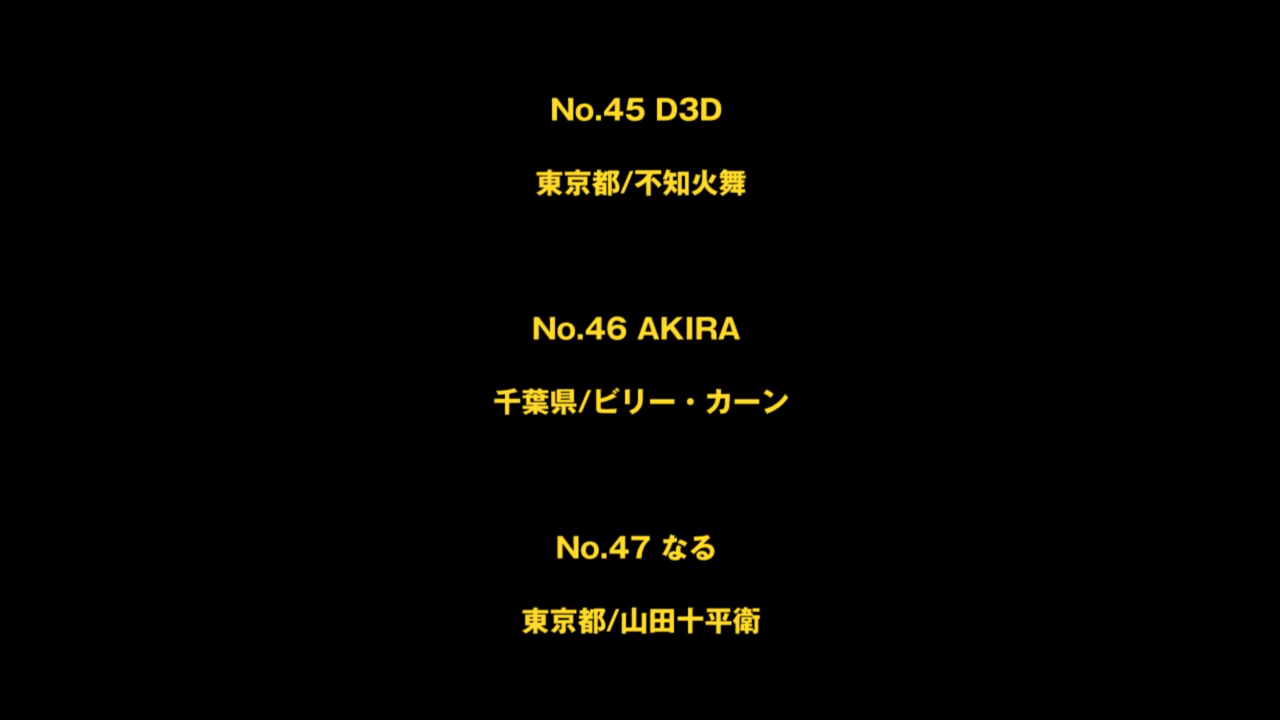 No.45 D3D
東京都/不知火舞
No.46 AKIRA
千葉県/ビリー・カーン
No.47 なる
東京都/山田十平衛